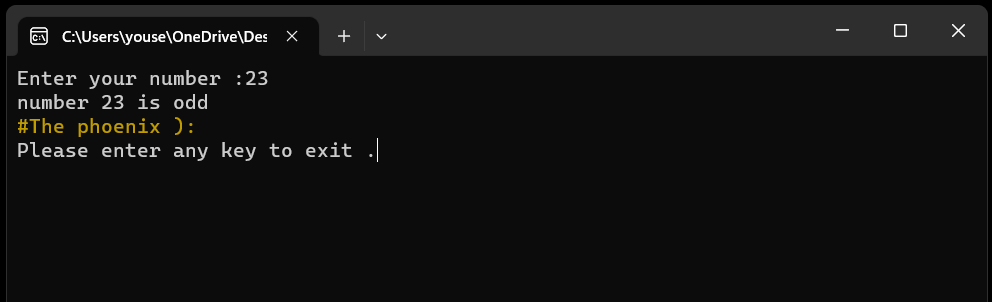 C:\Users\youse\OneDrive\Des
Enter your number :23
number 23 is odd
#The phoenix ):
Please enter any key to exit .